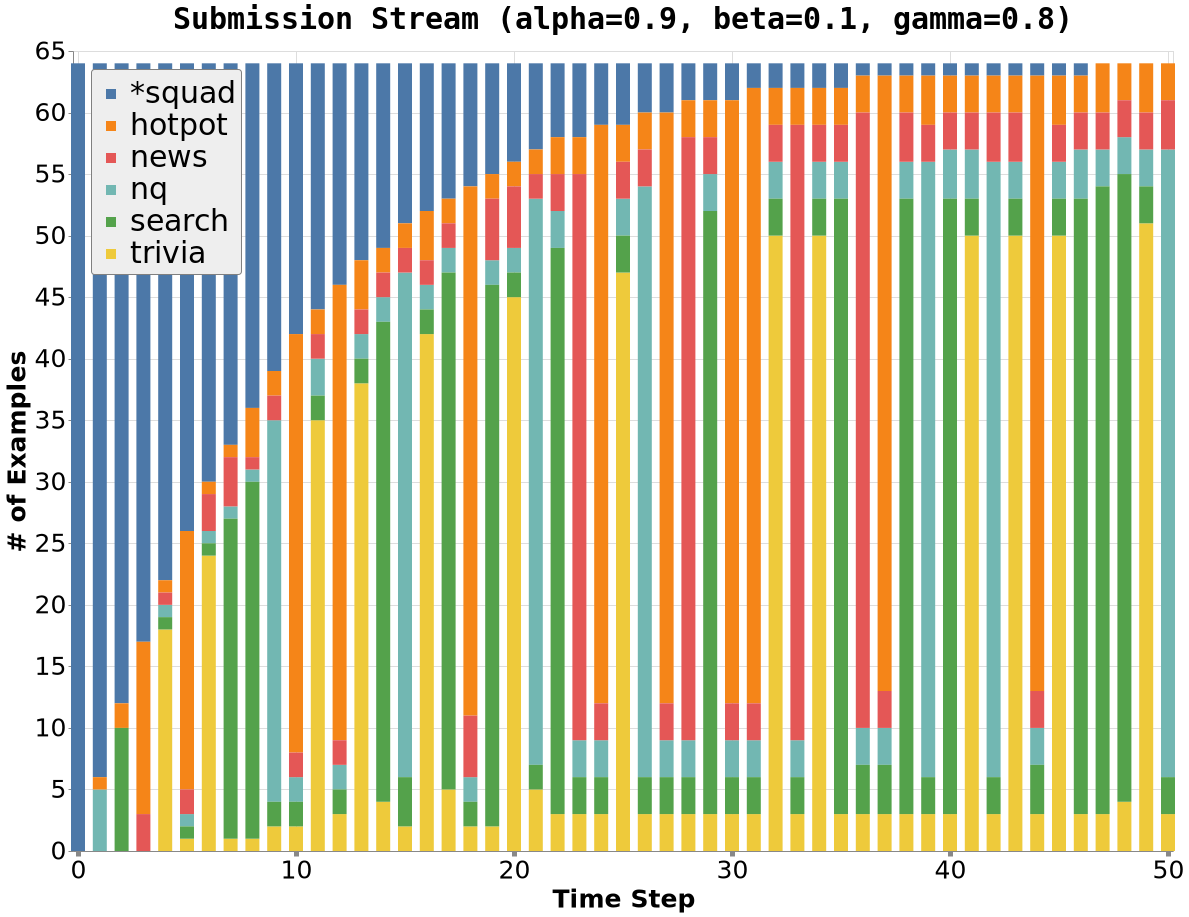 Submission Stream (alpha=0.9, beta=0.1, gamma=0.8)
65
60
55
50
45
40
35
30
25
20
15
10
5
0
# of Examples
*squad
hotpot
news
nq
search
trivia
0 10 20 30 40 50
Time Step